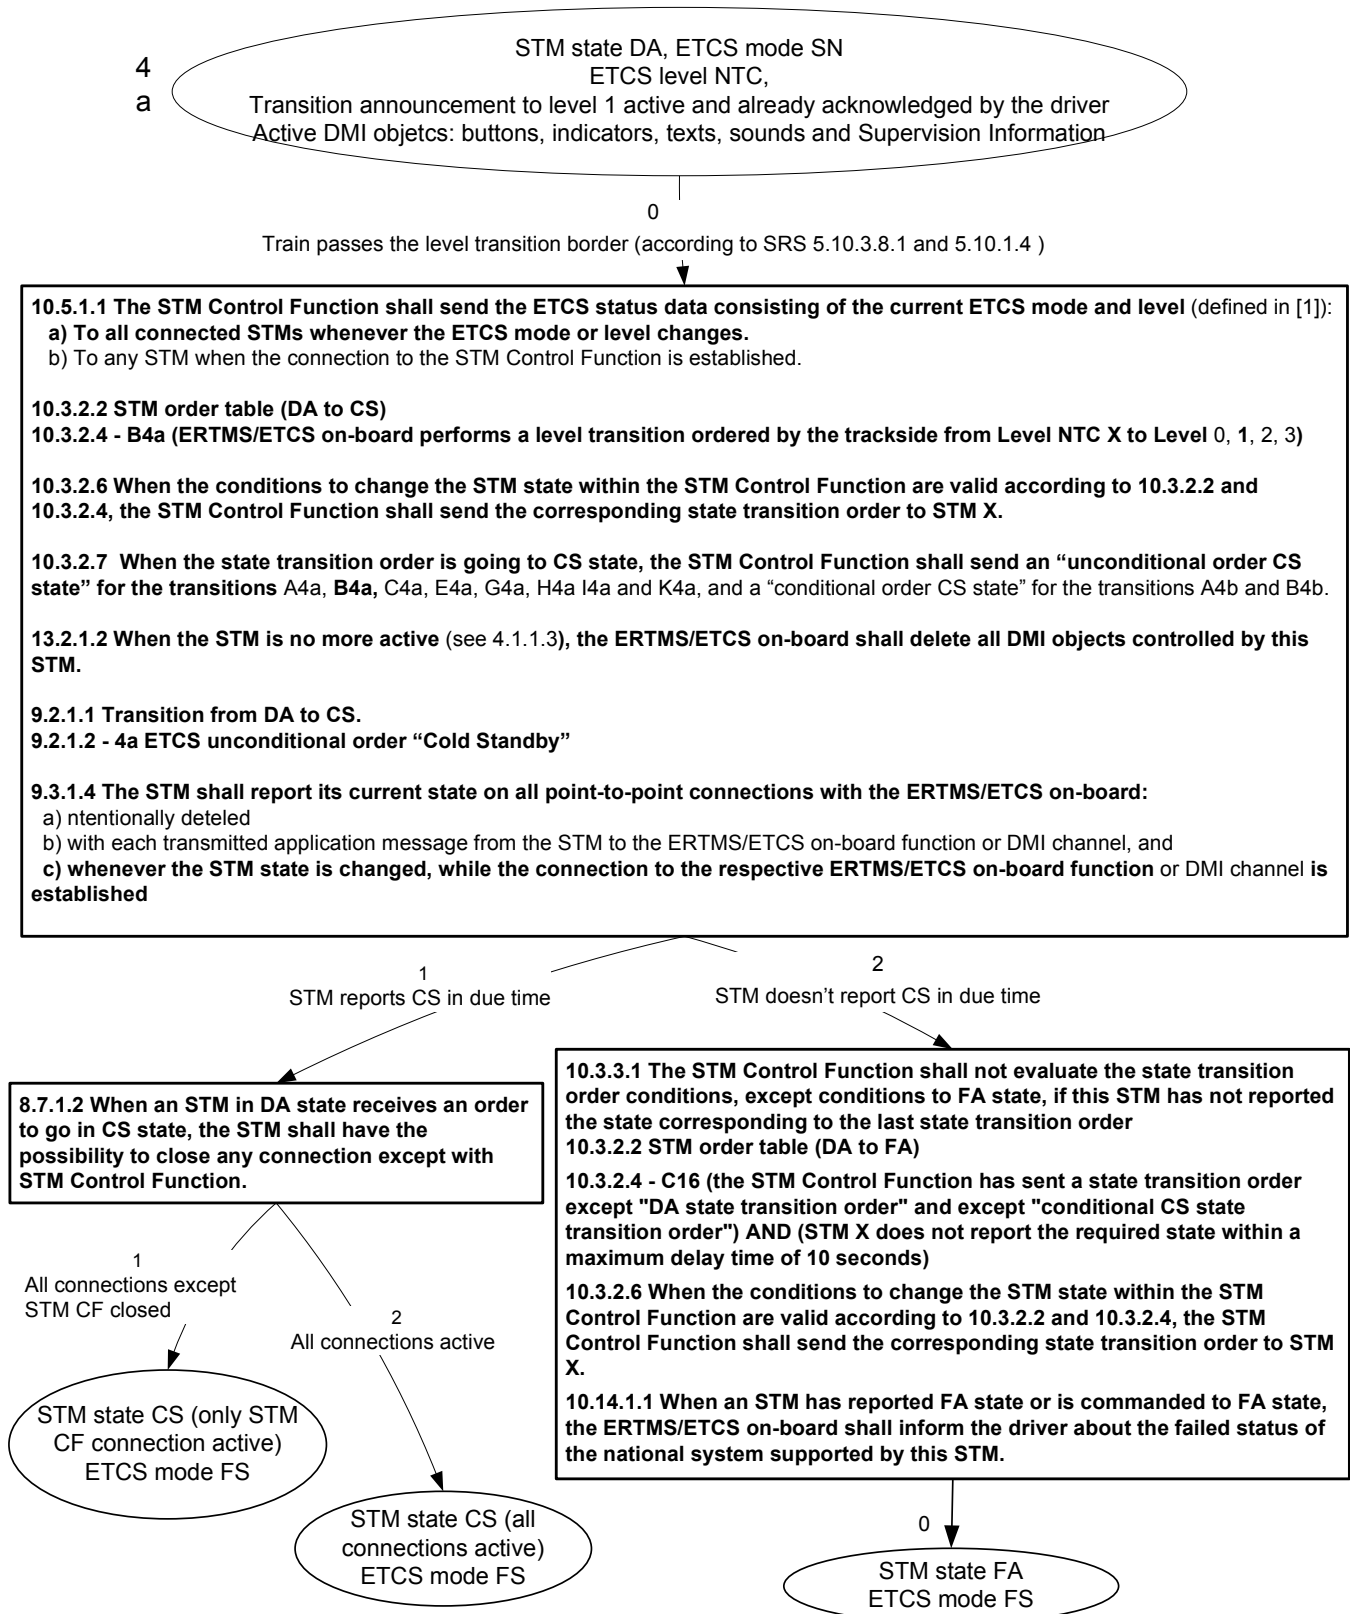 4
a
STM state DA, ETCS mode SN
ETCS level NTC,
Transition announcement to level 1 active and already acknowledged by the driver
Active DMI objetcs: buttons, indicators, texts, sounds and Supervision Information
0
Train passes the level transition border (according to SRS 5.10.3.8.1 and 5.10.1.4 )
10.5.1.1 The STM Control Function shall send the ETCS status data consisting of the current ETCS mode and level (defined in [1]):
a) To all connected STMs whenever the ETCS mode or level changes.
b) To any STM when the connection to the STM Control Function is established.
10.3.2.2 STM order table (DA to CS)
10.3.2.4 - B4a (ERTMS/ETCS on-board performs a level transition ordered by the trackside from Level NTC X to Level 0, 1, 2, 3)
10.3.2.6 When the conditions to change the STM state within the STM Control Function are valid according to 10.3.2.2 and
10.3.2.4, the STM Control Function shall send the corresponding state transition order to STM X.
10.3.2.7 When the state transition order is going to CS state, the STM Control Function shall send an “unconditional order CS
state” for the transitions A4a, B4a, C4a, E4a, G4a, H4a I4a and K4a, and a “conditional order CS state” for the transitions A4b and B4b.
13.2.1.2 When the STM is no more active (see 4.1.1.3), the ERTMS/ETCS on-board shall delete all DMI objects controlled by this
STM.
9.2.1.1 Transition from DA to CS.
9.2.1.2 - 4a ETCS unconditional order “Cold Standby”
9.3.1.4 The STM shall report its current state on all point-to-point connections with the ERTMS/ETCS on-board:
a) ntentionally deteled
b) with each transmitted application message from the STM to the ERTMS/ETCS on-board function or DMI channel, and
c) whenever the STM state is changed, while the connection to the respective ERTMS/ETCS on-board function or DMI channel is
established
1
STM reports CS in due time
2
STM doesn’t report CS in due time
8.7.1.2 When an STM in DA state receives an order
to go in CS state, the STM shall have the
possibility to close any connection except with
STM Control Function.
10.3.3.1 The STM Control Function shall not evaluate the state transition
order conditions, except conditions to FA state, if this STM has not reported
the state corresponding to the last state transition order
10.3.2.2 STM order table (DA to FA)
10.3.2.4 - C16 (the STM Control Function has sent a state transition order
except "DA state transition order" and except "conditional CS state
transition order") AND (STM X does not report the required state within a
maximum delay time of 10 seconds)
10.3.2.6 When the conditions to change the STM state within the STM
Control Function are valid according to 10.3.2.2 and 10.3.2.4, the STM
Control Function shall send the corresponding state transition order to STM
X.
10.14.1.1 When an STM has reported FA state or is commanded to FA state,
the ERTMS/ETCS on-board shall inform the driver about the failed status of
the national system supported by this STM.
1
All connections except
STM CF closed
2
All connections active
STM state CS (only STM
CF connection active)
ETCS mode FS
STM state CS (all
connections active)
ETCS mode FS
0
STM state FA
ETCS mode FS